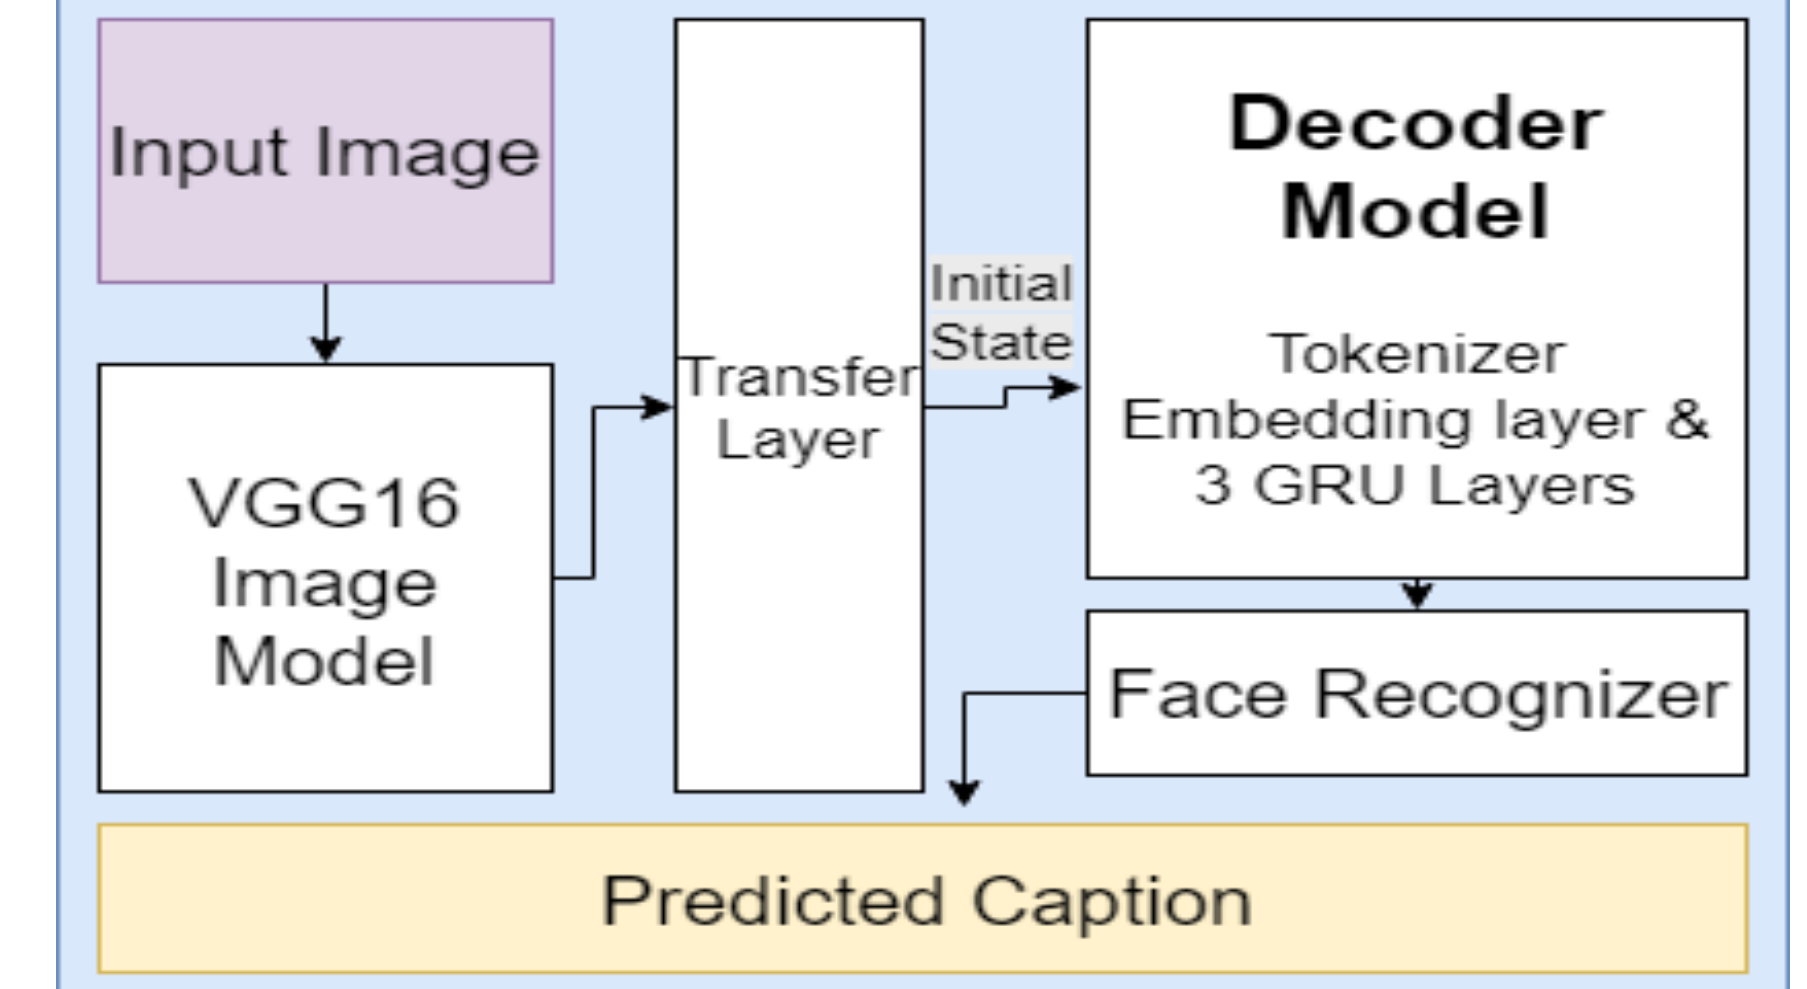 Input Image
VGG16
Image
Model
Transfer
Layer
Initial
State
Decoder
Model
Tokenizer
Embedding layer &
3 GRU Layers
Face Recognizer
Predicted Caption